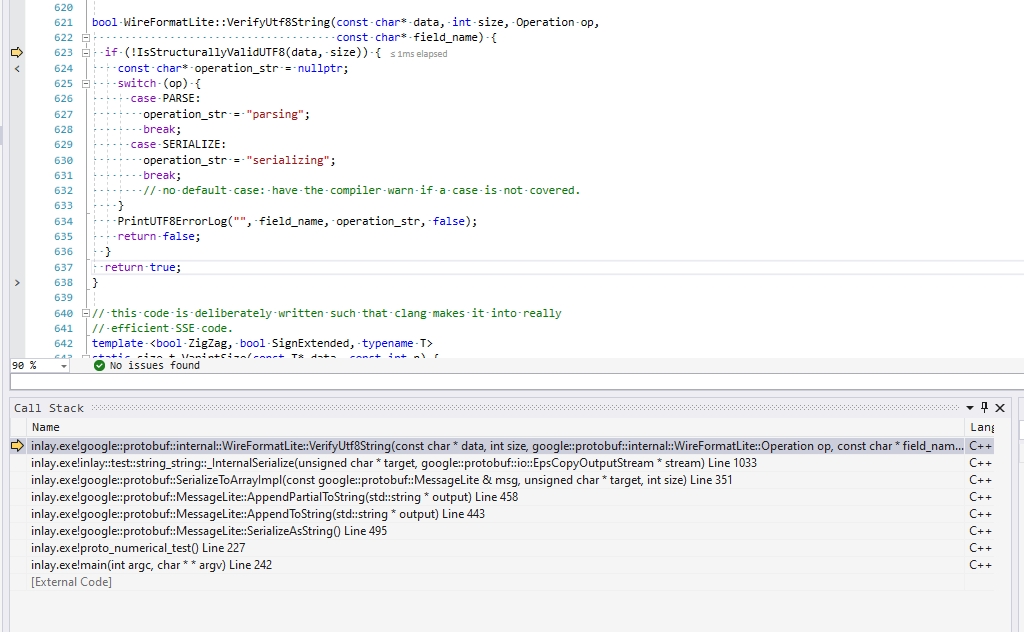 620
621 bool WireFormatLite::VerifyUtf8String(const char* data, int size, Operation op,
622 const char* field_name) {
623 if (!IsStructurallyValidUTF8(data, size)) { ≤ 1ms elapsed
624 const char* operation_str = nullptr;
625 switch (op) {
626 case PARSE:
627 operation_str = "parsing";
628 break;
629 case SERIALIZE:
630 operation_str = "serializing";
631 break;
632 // no default case: have the compiler warn if a case is not covered.
633 }
634 PrintUTF8ErrorLog("", field_name, operation_str, false);
635 return false;
636 }
637 return true;
638 }
639
640 // this code is deliberately written such that clang makes it into really
641 // efficient SSE code.
642 template <bool ZigZag, bool SignExtended, typename T>
643 static size_t VarintSize(const T* data, const int n) {
90 % No issues found
Call Stack
Name Lang
inlay.exe!google::protobuf::internal::WireFormatLite::VerifyUtf8String(const char * data, int size, google::protobuf::internal::WireFormatLite::Operation op, const char * field_nam... C++
inlay.exe!inlay::test::string_string::_InternalSerialize(unsigned char * target, google::protobuf::io::EpsCopyOutputStream * stream) Line 1033 C++
inlay.exe!google::protobuf::SerializeToArrayImpl(const google::protobuf::MessageLite & msg, unsigned char * target, int size) Line 351 C++
inlay.exe!google::protobuf::MessageLite::AppendPartialToString(std::string * output) Line 458 C++
inlay.exe!google::protobuf::MessageLite::AppendToString(std::string * output) Line 443 C++
inlay.exe!google::protobuf::MessageLite::SerializeAsString() Line 495 C++
inlay.exe!proto_numerical_test() Line 227 C++
inlay.exe!main(int argc, char * * argv) Line 242 C++
[External Code]